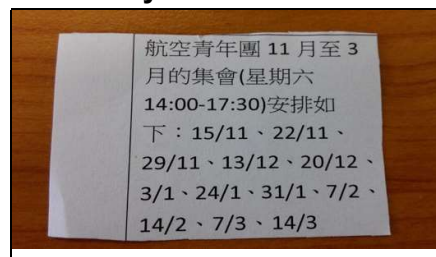 航空青年團 11 月至 3
月的集會(星期六
14:00-17:30)安排如
下：15/11、22/11、
29/11、13/12、20/12、
3/1、24/1、31/1、7/2、
14/2、7/3、14/3